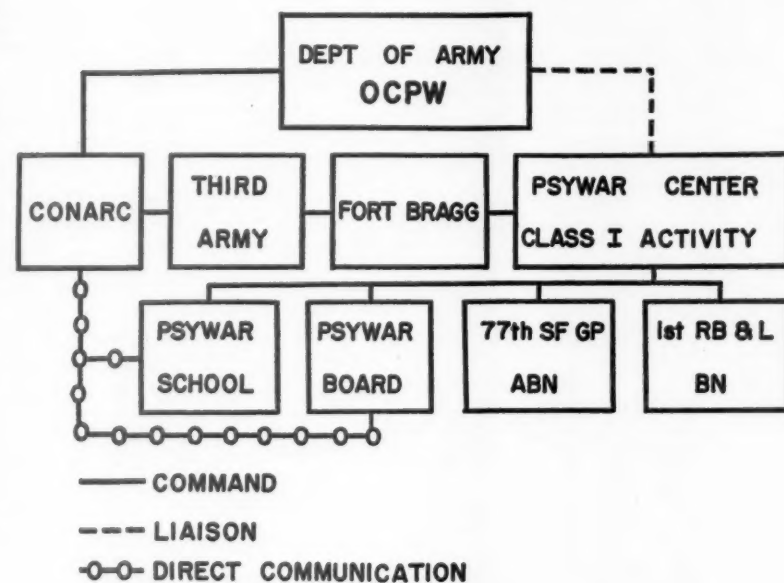 DEPT OF ARMY
OCPW
CONARC
THIRD
ARMY
FORT BRAGG
PSYWAR CENTER
CLASS I ACTIVITY
PSYWAR
SCHOOL
PSYWAR
BOARD
77th SF GP
ABN
1st RB & L
BN
COMMAND
LIAISON
DIRECT COMMUNICATION